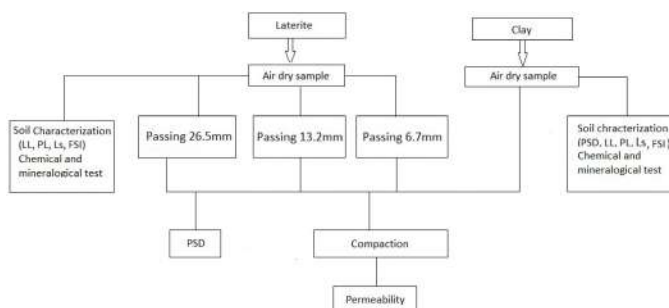 Laterite
Clay
Air dry sample
Air dry sample
Soil Characterization
(LL, PL, Ls, FSI)
Chemical and
mineralogical test
Passing 26.5mm
Passing 13.2mm
Passing 6.7mm
Soil chracterization
(PSD, LL, PL, Ls, FSI)
Chemical and
mineralogical test
PSD
Compaction
Permeability